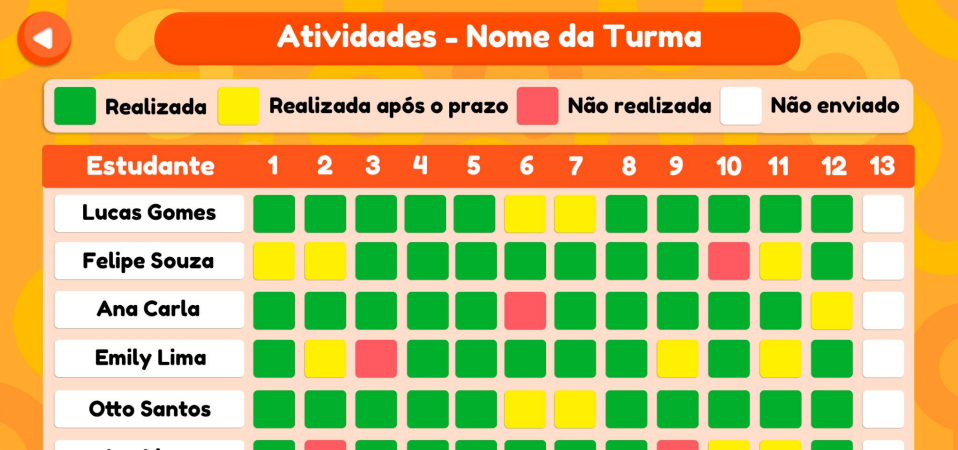 Atividades - Nome da Turma
Realizada Realizada após o prazo Não realizada Não enviado
Estudante 1 2 3 4 5 6 7 8 9 10 11 12 13
Lucas Gomes
Felipe Souza
Ana Carla
Emily Lima
Otto Santos